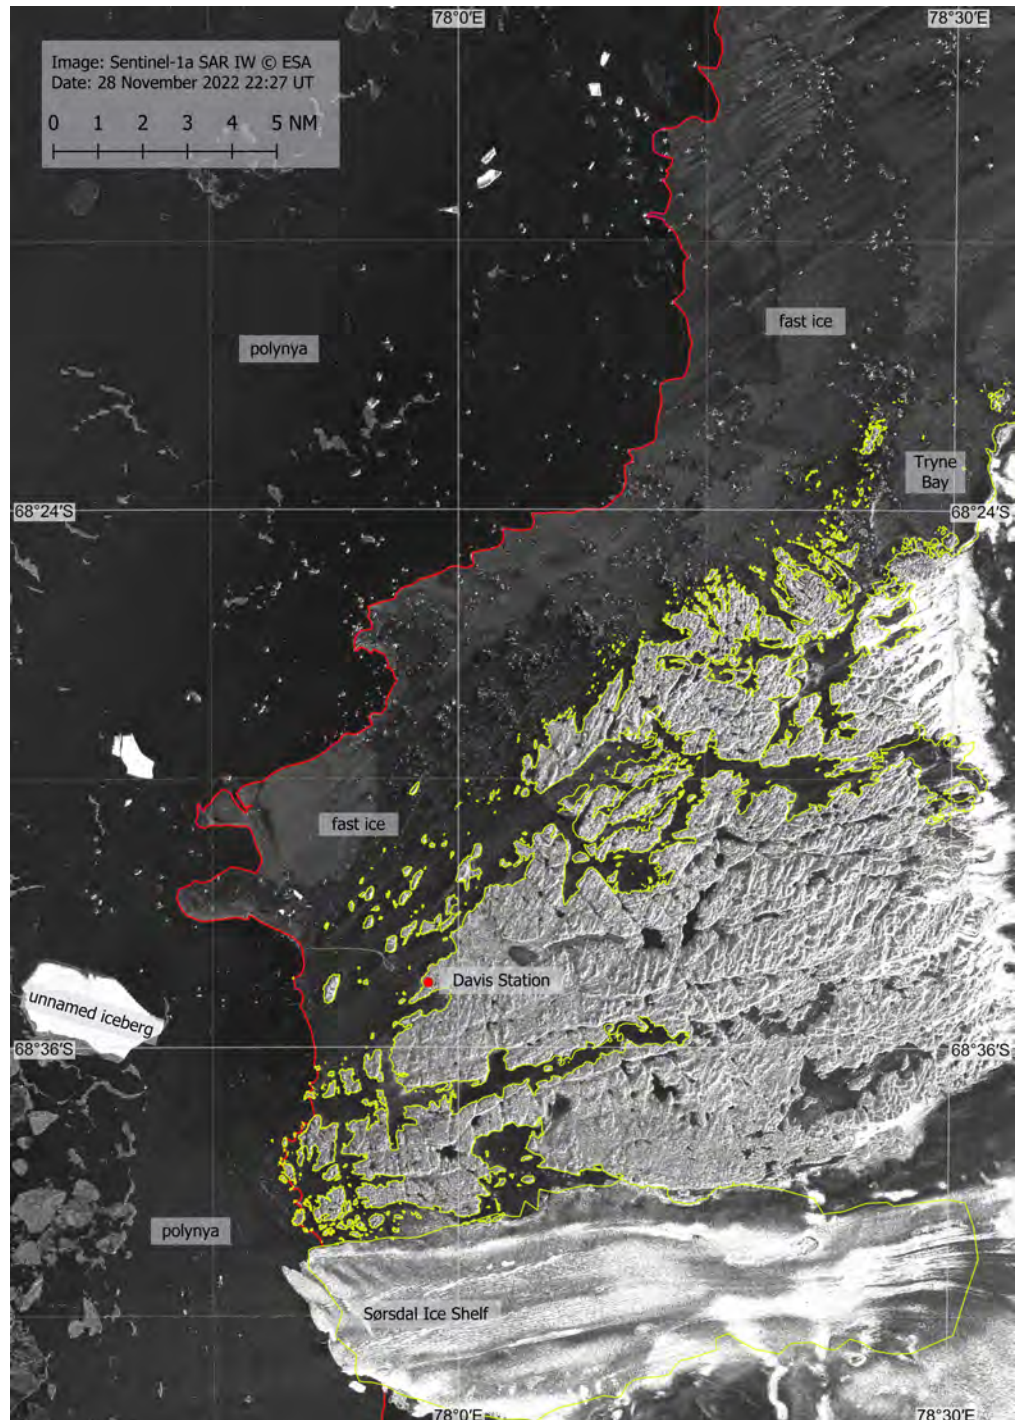 78°0′E
78°30′E
Image: Sentinel-1a SAR IW © ESA
Date: 28 November 2022 22:27 UT
0 1 2 3 4 5 NM
fast ice
polynya
Tryne
Bay
68°24′S
68°24′S
fast ice
Davis Station
unnamed iceberg
68°36′S
68°36′S
polynya
Sørsdal Ice Shelf
78°0′E
78°30′E